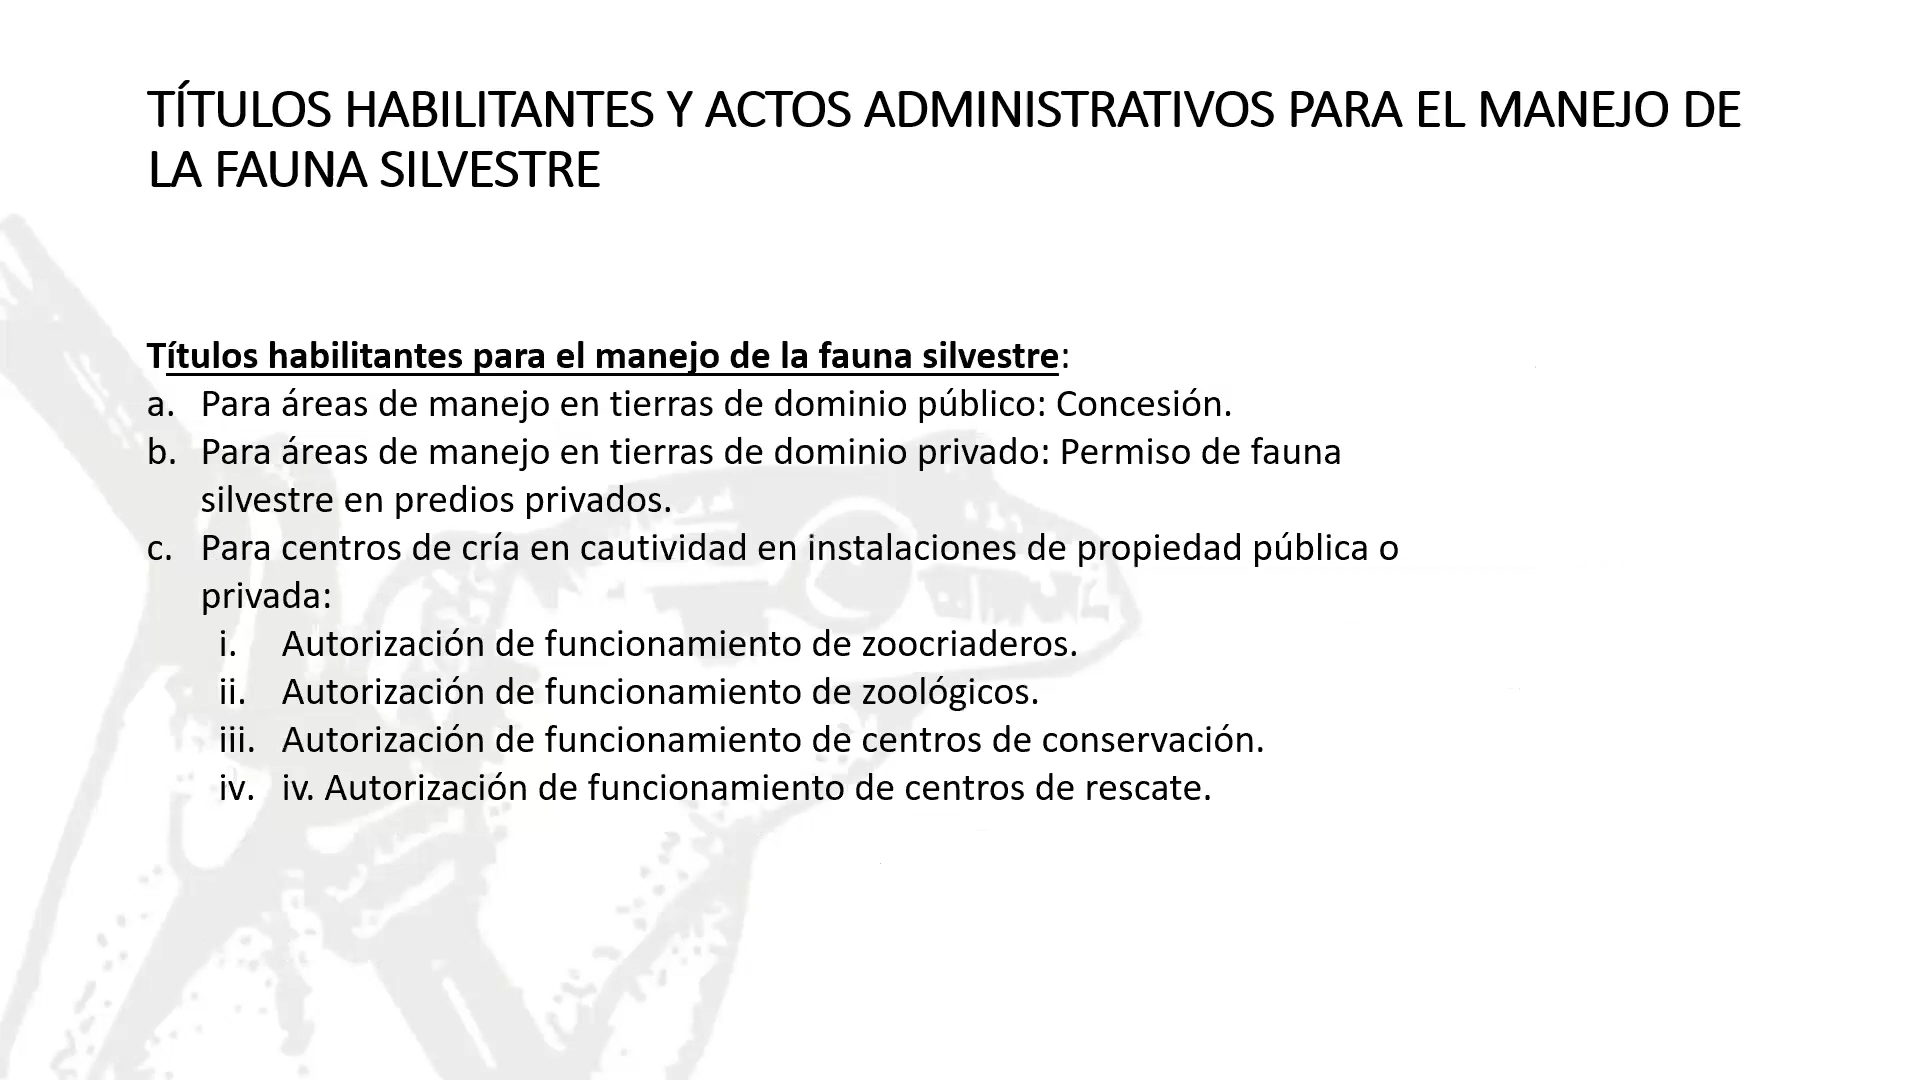 TÍTULOS HABILITANTES Y ACTOS ADMINISTRATIVOS PARA EL MANEJO DE
LA FAUNA SILVESTRE
Títulos habilitantes para el manejo de la fauna silvestre:
a. Para áreas de manejo en tierras de dominio público: Concesión.
b. Para áreas de manejo en tierras de dominio privado: Permiso de fauna
silvestre en predios privados.
c. Para centros de cría en cautividad en instalaciones de propiedad pública o
privada:
i. Autorización de funcionamiento de zoocriaderos.
ii. Autorización de funcionamiento de zoológicos.
iii. Autorización de funcionamiento de centros de conservación.
iv. iv. Autorización de funcionamiento de centros de rescate.